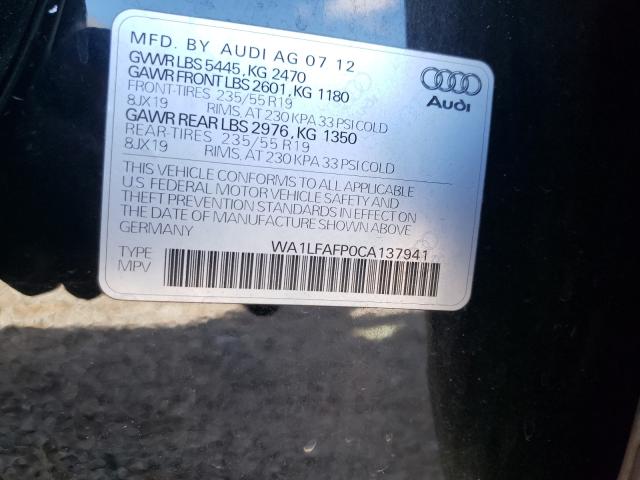 MFD. BY AUDI AG 07 12
GVWR LBS 5445, KG 2470
GAWR FRONT LBS 2601, KG 1180
FRONT-TIRES, 235/55 R19
8JX19 RIMS, AT 230 KPA 33 PSI COLD
GAWR REAR LBS 2976, KG 1350
REAR-TIRES, 235/55 R19
8JX19 RIMS, AT 230 KPA 33 PSI COLD
Audi
THIS VEHICLE CONFORMS TO ALL APPLICABLE
U S FEDERAL MOTOR VEHICLE SAFETY AND
THEFT PREVENTION STANDARDS IN EFFECT ON
THE DATE OF MANUFACTURE SHOWN ABOVE
GERMANY
WA1LFAFP0CA137941
TYPE
MPV